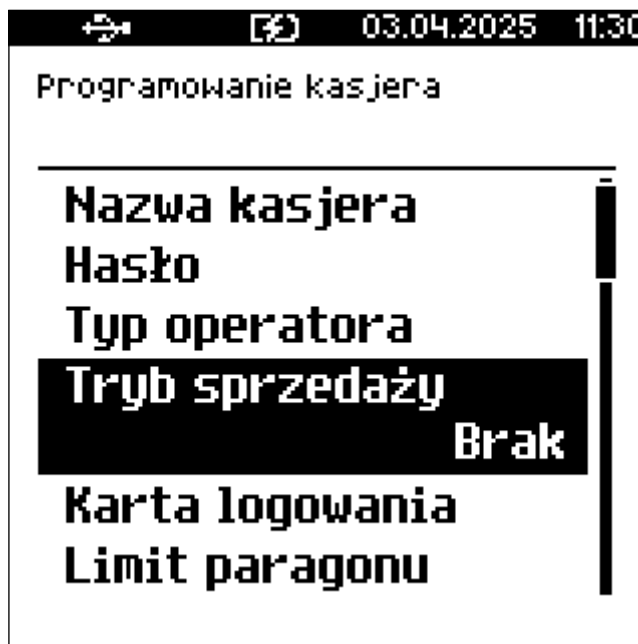 03.04.2025 11:30
Programowanie kasjera
Nazwa kasjera
Hasło
Typ operatora
Tryb sprzedaży
Brak
Karta logowania
Limit paragonu